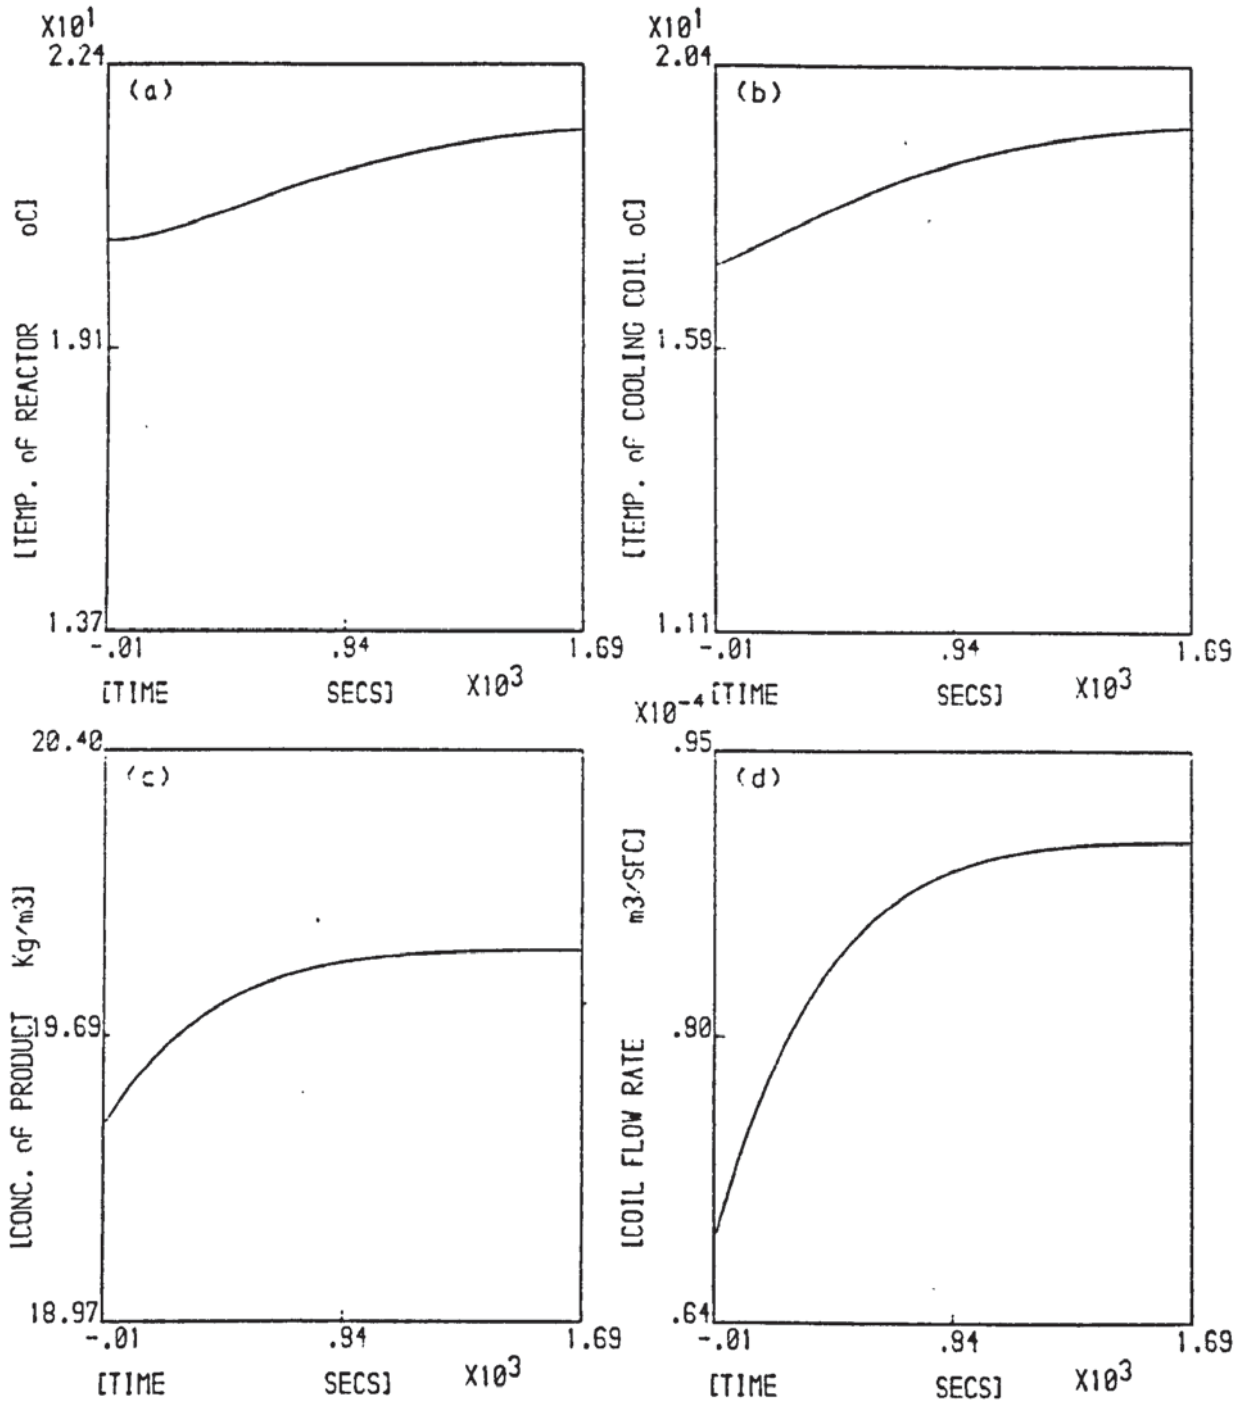 X10¹ X10¹
2.24 2.04
(a) (b)
[TEMP. of REACTOR oC] [TEMP. of COOLING COIL oC]
1.91 1.58
1.37 1.11
-.01 .94 1.69 -.01 .94 1.69
[TIME SECS] X10³ [TIME SECS] X10³
X10⁻⁴
20.40 .95
(c) (d)
[CONC. of PRODUCT Kg/m3] [COIL FLOW RATE m3/SEC]
19.69 .80
18.97 .64
-.01 .94 1.69 -.01 .94 1.69
[TIME SECS] X10³ [TIME SECS] X10³